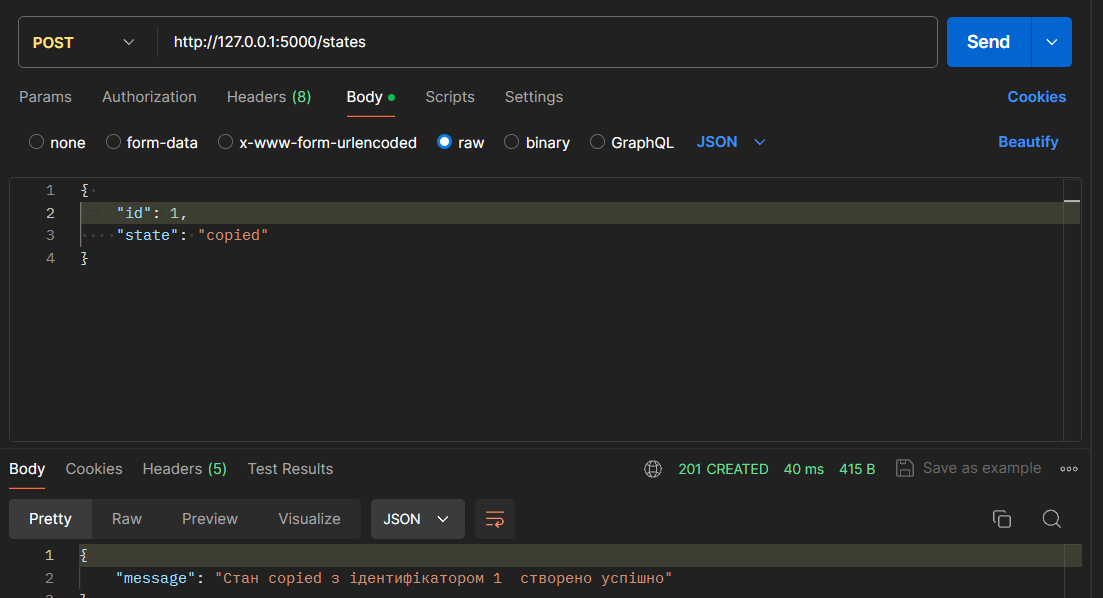 POST http://127.0.0.1:5000/states Send
Params Authorization Headers (8) Body Scripts Settings Cookies
none form-data x-www-form-urlencoded raw binary GraphQL JSON Beautify
1 {
2 "id": 1,
3 "state": "copied"
4 }
Body Cookies Headers (5) Test Results 201 CREATED 40 ms 415 B Save as example
Pretty Raw Preview Visualize JSON
1 {
2 "message": "Стан copied з ідентифікатором 1  створено успішно"
3 }